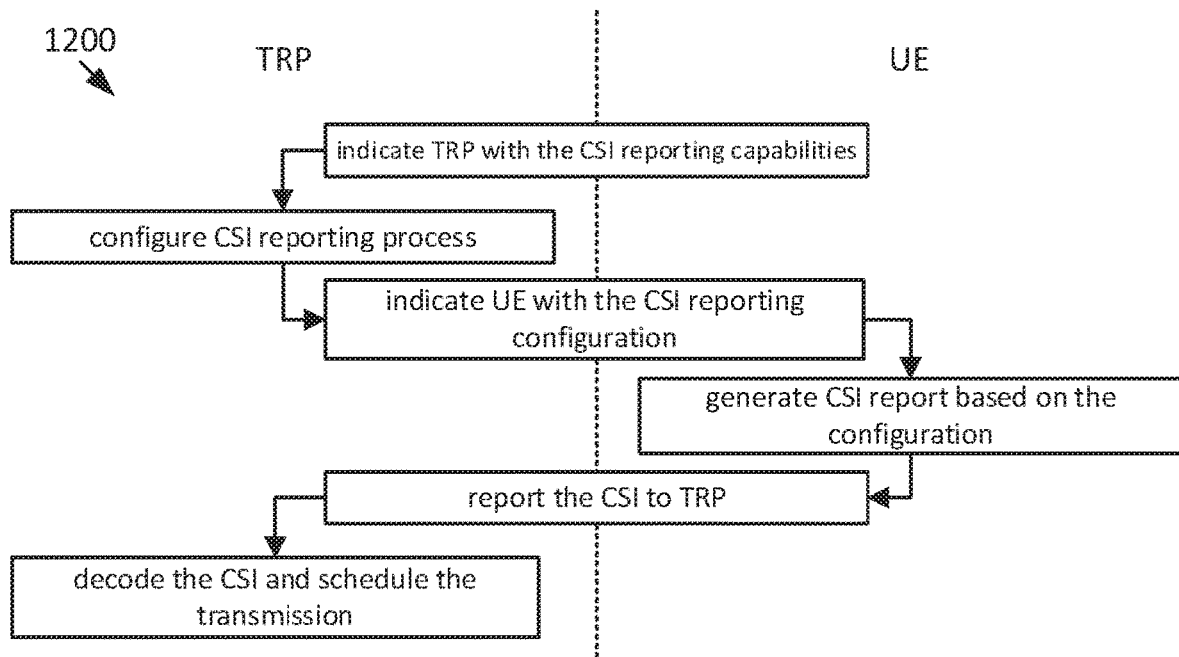 1200
TRP
UE
indicate TRP with the CSI reporting capabilities
configure CSI reporting process
indicate UE with the CSI reporting
configuration
generate CSI report based on the
configuration
report the CSI to TRP
decode the CSI and schedule the
transmission